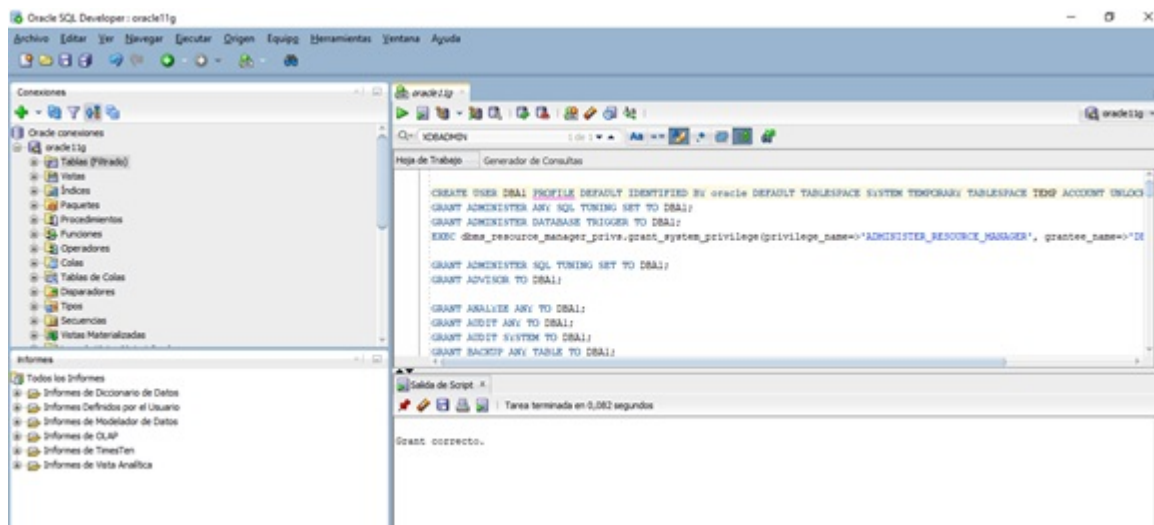 Oracle SQL Developer : oracle11g
Archivo Editar Ver Navegar Ejecutar Origen Equipo Herramientas Ventana Ayuda
Conexiones
Oracle conexiones
oracle11g
Tablas (Filtrado)
Vistas
Índices
Paquetes
Procedimientos
Funciones
Operadores
Colas
Tablas de Colas
Disparadores
Tipos
Secuencias
Vistas Materializadas
Informes
Todos los Informes
Informes de Diccionario de Datos
Informes Definidos por el Usuario
Informes de Modelador de Datos
Informes de OLAP
Informes de TimesTen
Informes de Vista Analítica
oracle11g
oracle11g
XDBADMIN
1 de 1
Aa
Hoja de Trabajo Generador de Consultas
CREATE USER DBA1 PROFILE DEFAULT IDENTIFIED BY oracle DEFAULT TABLESPACE SYSTEM TEMPORARY TABLESPACE TEMP ACCOUNT UNLOCK
GRANT ADMINISTER ANY SQL TUNING SET TO DBA1;
GRANT ADMINISTER DATABASE TRIGGER TO DBA1;
EXEC dbms_resource_manager_privs.grant_system_privilege(privilege_name=>'ADMINISTER_RESOURCE_MANAGER', grantee_name=>'DB
GRANT ADMINISTER SQL TUNING SET TO DBA1;
GRANT ADVISOR TO DBA1;
GRANT ANALYZE ANY TO DBA1;
GRANT AUDIT ANY TO DBA1;
GRANT AUDIT SYSTEM TO DBA1;
GRANT BACKUP ANY TABLE TO DBA1;
Salida de Script
Tarea terminada en 0,082 segundos
Grant correcto.